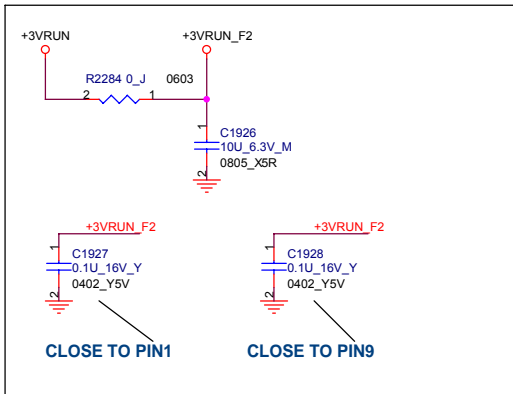 +3VRUN +3VRUN_F2
R2284 0_J 0603
2 1
1
C1926
10U_6.3V_M
0805_X5R
2
+3VRUN_F2 +3VRUN_F2
1 1
C1927 C1928
0.1U_16V_Y 0.1U_16V_Y
0402_Y5V 0402_Y5V
2 2
CLOSE TO PIN1 CLOSE TO PIN9